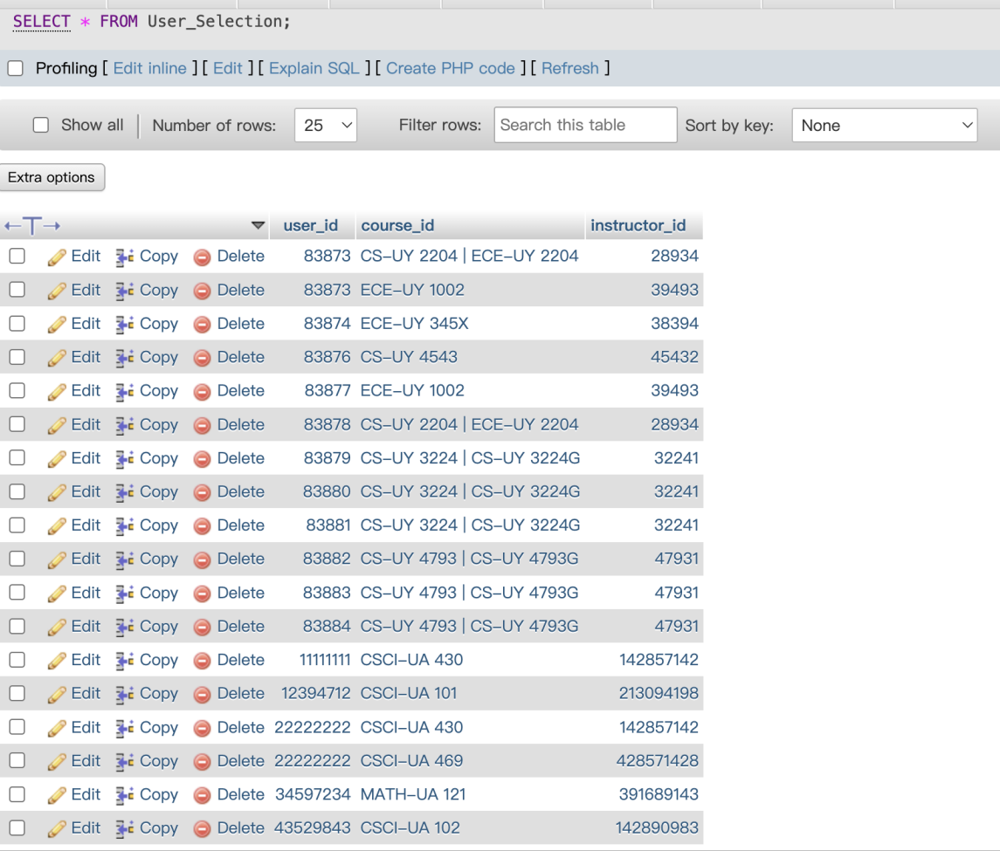 SELECT * FROM User_Selection;
Profiling [ Edit inline ] [ Edit ] [ Explain SQL ] [ Create PHP code ] [ Refresh ]
Show all | Number of rows: 25 Filter rows: Search this table Sort by key: None
Extra options
←T→ user_id course_id instructor_id
Edit Copy Delete 83873 CS-UY 2204 | ECE-UY 2204 28934
Edit Copy Delete 83873 ECE-UY 1002 39493
Edit Copy Delete 83874 ECE-UY 345X 38394
Edit Copy Delete 83876 CS-UY 4543 45432
Edit Copy Delete 83877 ECE-UY 1002 39493
Edit Copy Delete 83878 CS-UY 2204 | ECE-UY 2204 28934
Edit Copy Delete 83879 CS-UY 3224 | CS-UY 3224G 32241
Edit Copy Delete 83880 CS-UY 3224 | CS-UY 3224G 32241
Edit Copy Delete 83881 CS-UY 3224 | CS-UY 3224G 32241
Edit Copy Delete 83882 CS-UY 4793 | CS-UY 4793G 47931
Edit Copy Delete 83883 CS-UY 4793 | CS-UY 4793G 47931
Edit Copy Delete 83884 CS-UY 4793 | CS-UY 4793G 47931
Edit Copy Delete 11111111 CSCI-UA 430 142857142
Edit Copy Delete 12394712 CSCI-UA 101 213094198
Edit Copy Delete 22222222 CSCI-UA 430 142857142
Edit Copy Delete 22222222 CSCI-UA 469 428571428
Edit Copy Delete 34597234 MATH-UA 121 391689143
Edit Copy Delete 43529843 CSCI-UA 102 142890983